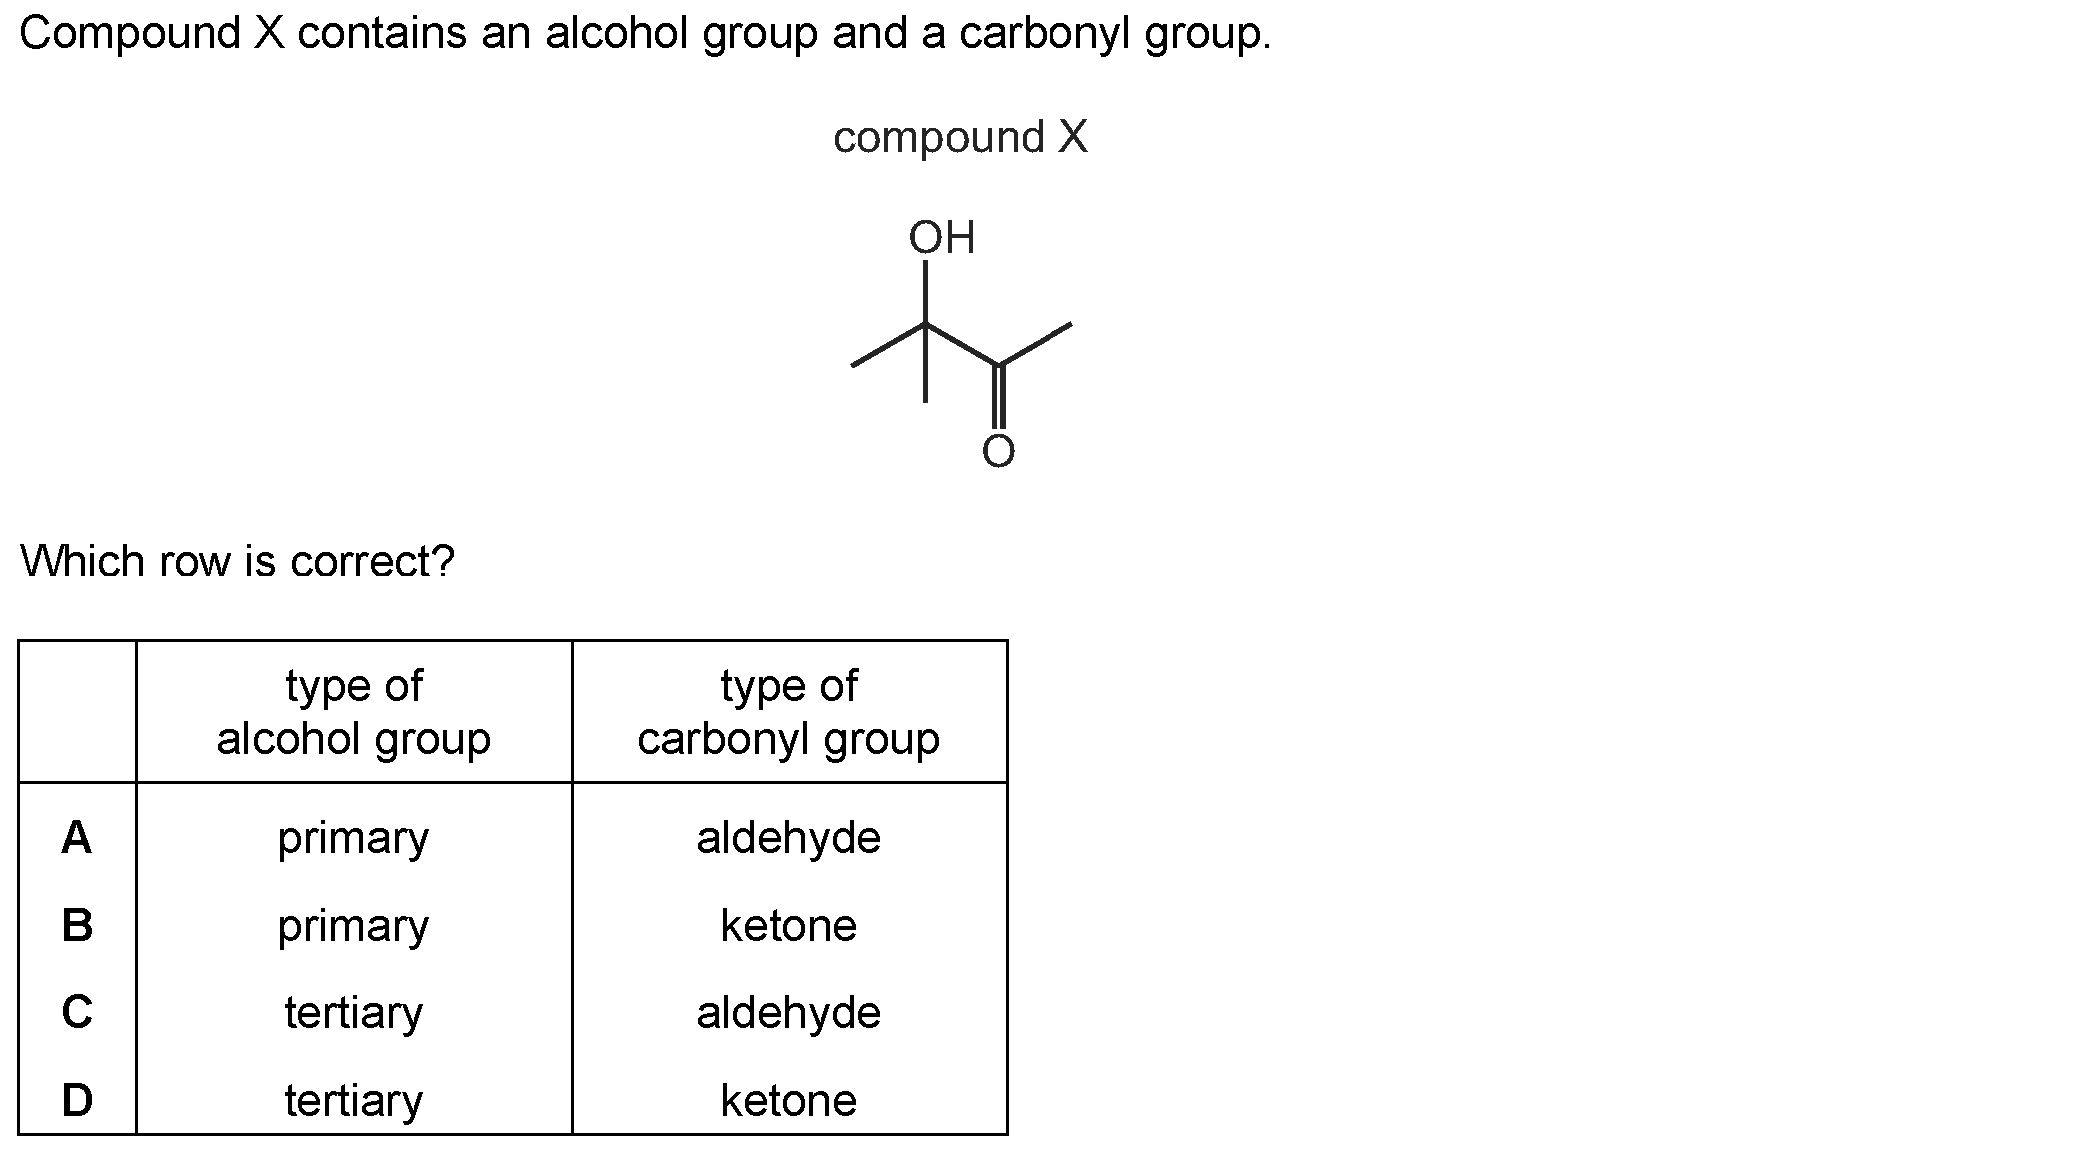 Compound X contains an alcohol group and a carbonyl group.
compound X
OH
O
Which row is correct?
type of alcohol group
type of carbonyl group
A primary aldehyde
B primary ketone
C tertiary aldehyde
D tertiary ketone